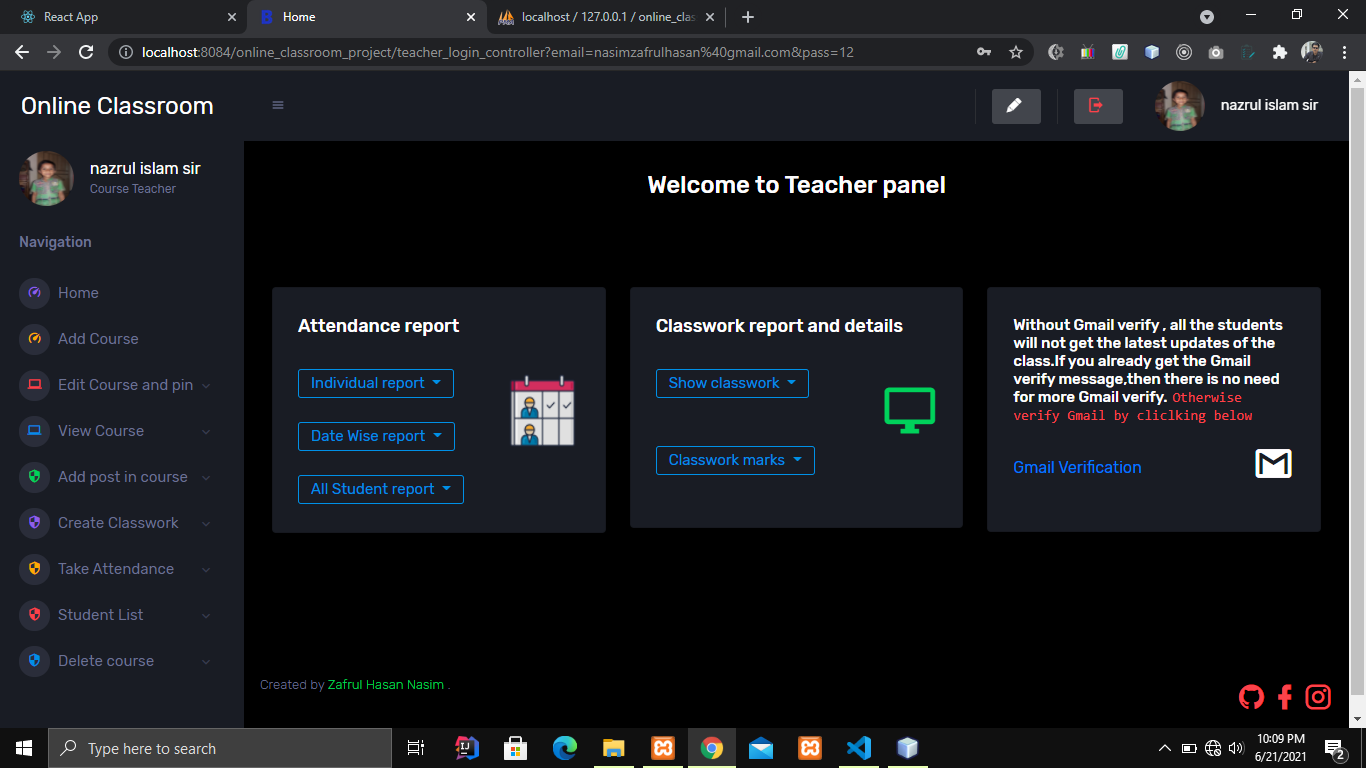 React App
Home
localhost / 127.0.0.1 / online_clas
localhost:8084/online_classroom_project/teacher_login_controller?email=nasimzafrulhasan%40gmail.com&pass=12
Online Classroom
nazrul islam sir
nazrul islam sir
Course Teacher
Navigation
Home
Add Course
Edit Course and pin
View Course
Add post in course
Create Classwork
Take Attendance
Student List
Delete course
Welcome to Teacher panel
Attendance report
Individual report
Date Wise report
All Student report
Classwork report and details
Show classwork
Classwork marks
Without Gmail verify , all the students
will not get the latest updates of the
class.If you already get the Gmail
verify message,then there is no need
for more Gmail verify. Otherwise
verify Gmail by cliclking below
Gmail Verification
Created by Zafrul Hasan Nasim .
Type here to search
10:09 PM
6/21/2021
2